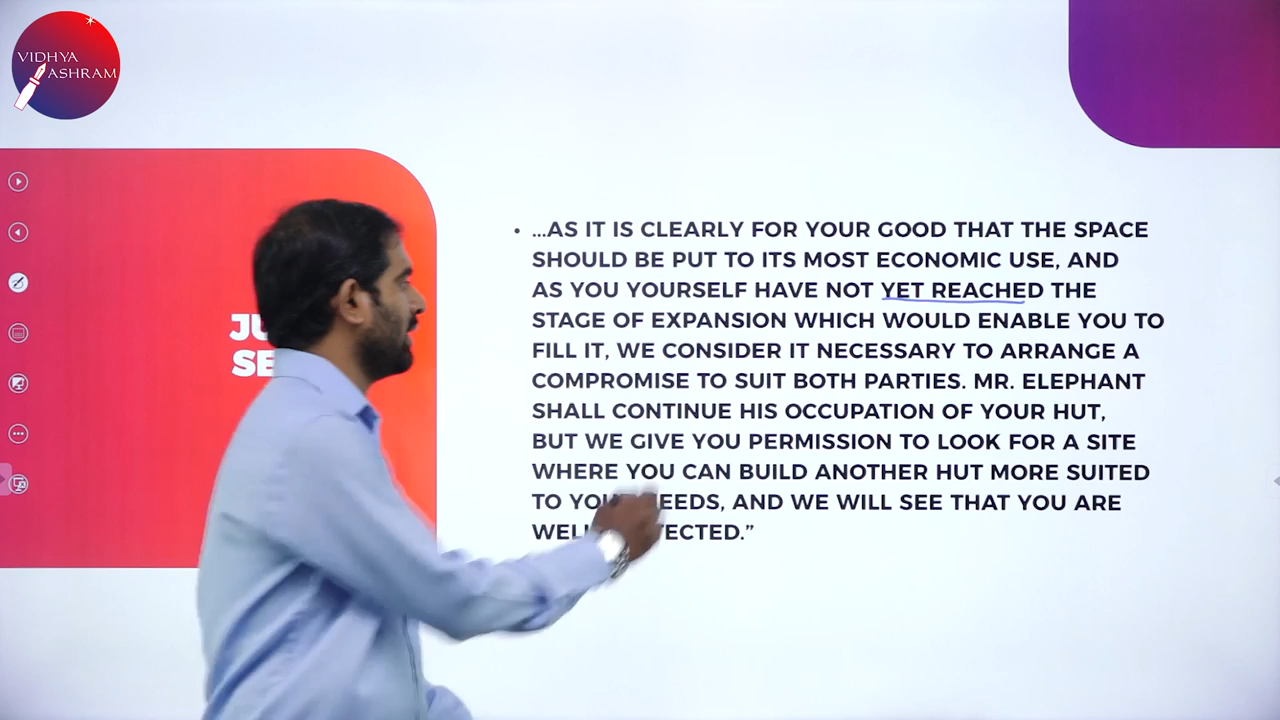 VIDHYA
ASHRAM
JU
SE
• ...AS IT IS CLEARLY FOR YOUR GOOD THAT THE SPACE
SHOULD BE PUT TO ITS MOST ECONOMIC USE, AND
AS YOU YOURSELF HAVE NOT YET REACHED THE
STAGE OF EXPANSION WHICH WOULD ENABLE YOU TO
FILL IT, WE CONSIDER IT NECESSARY TO ARRANGE A
COMPROMISE TO SUIT BOTH PARTIES. MR. ELEPHANT
SHALL CONTINUE HIS OCCUPATION OF YOUR HUT,
BUT WE GIVE YOU PERMISSION TO LOOK FOR A SITE
WHERE YOU CAN BUILD ANOTHER HUT MORE SUITED
TO YOUR NEEDS, AND WE WILL SEE THAT YOU ARE
WELL ECTED.”